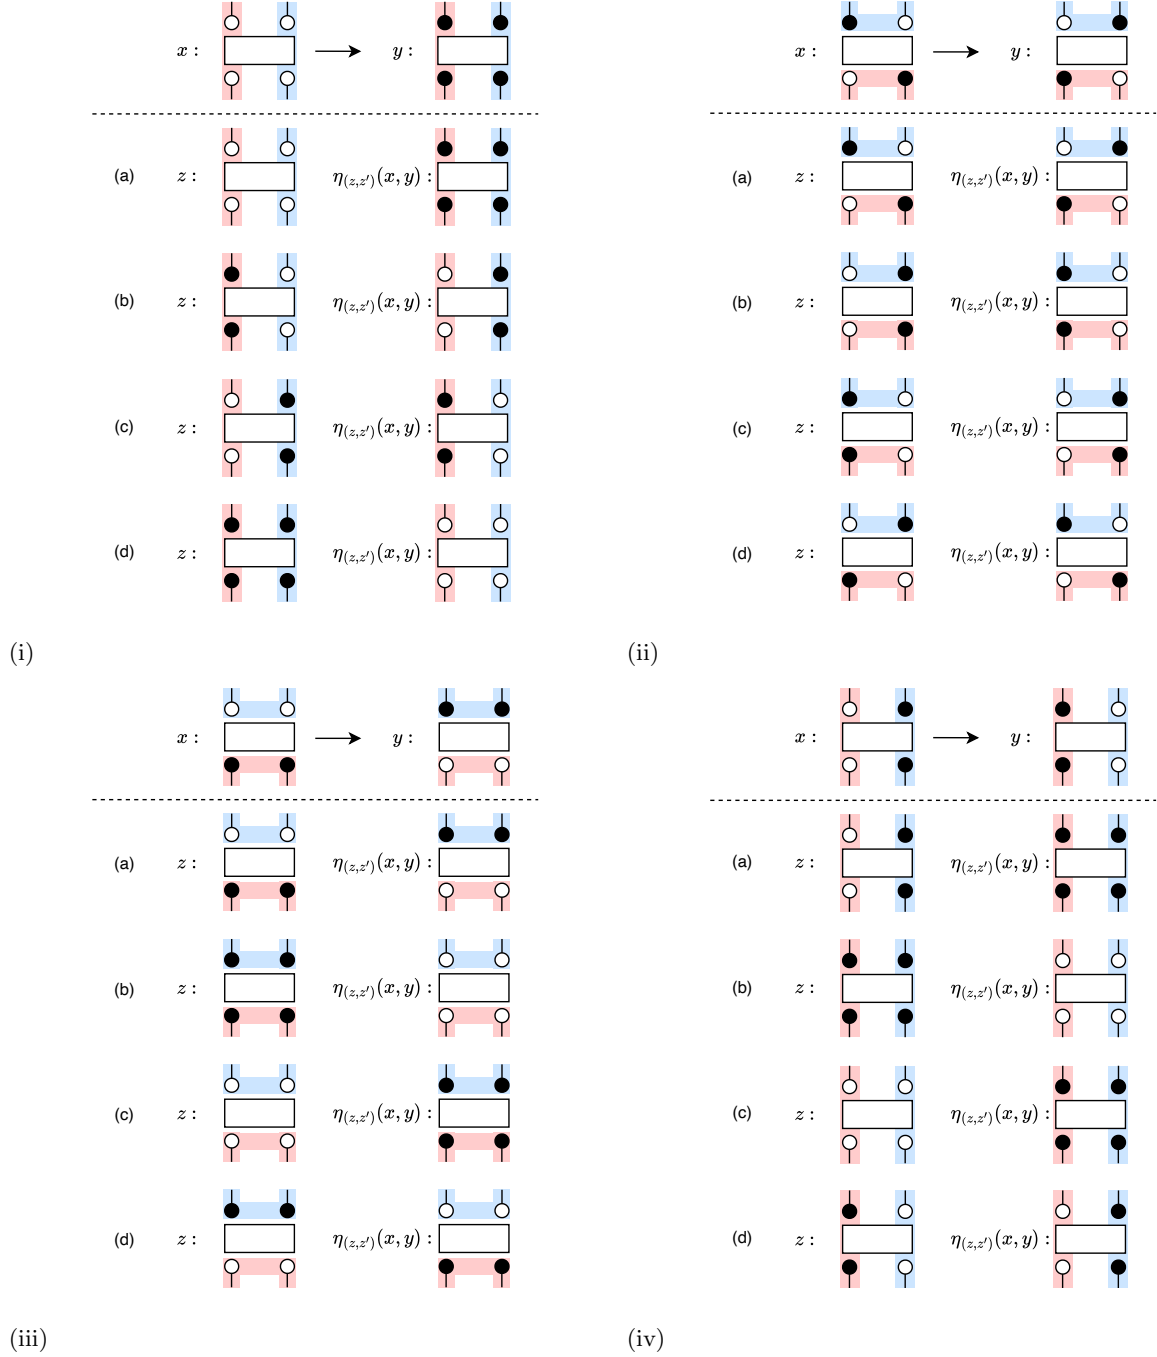 x : y :
(a) z : η(z,z′)(x, y) :
(b) z : η(z,z′)(x, y) :
(c) z : η(z,z′)(x, y) :
(d) z : η(z,z′)(x, y) :
(i)
x : y :
(a) z : η(z,z′)(x, y) :
(b) z : η(z,z′)(x, y) :
(c) z : η(z,z′)(x, y) :
(d) z : η(z,z′)(x, y) :
(ii)
x : y :
(a) z : η(z,z′)(x, y) :
(b) z : η(z,z′)(x, y) :
(c) z : η(z,z′)(x, y) :
(d) z : η(z,z′)(x, y) :
(iii)
x : y :
(a) z : η(z,z′)(x, y) :
(b) z : η(z,z′)(x, y) :
(c) z : η(z,z′)(x, y) :
(d) z : η(z,z′)(x, y) :
(iv)